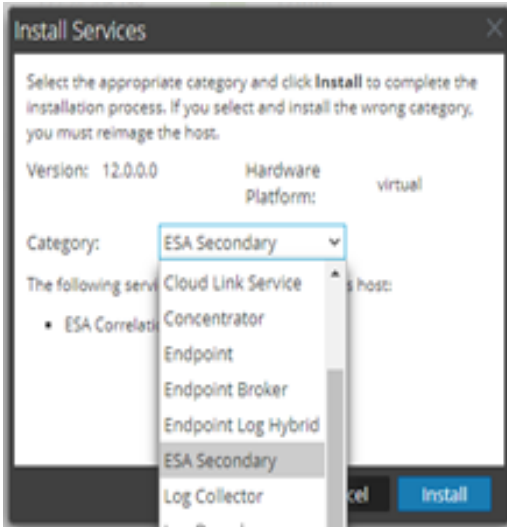 Install Services
Select the appropriate category and click Install to complete the
installation process. If you select and install the wrong category,
you must reimage the host.
Version: 12.0.0.0 Hardware Platform: virtual
Category: ESA Secondary
Cloud Link Service
The following servi s host:
Concentrator
• ESA Correlati
Endpoint
Endpoint Broker
Endpoint Log Hybrid
ESA Secondary
Log Collector
cel Install